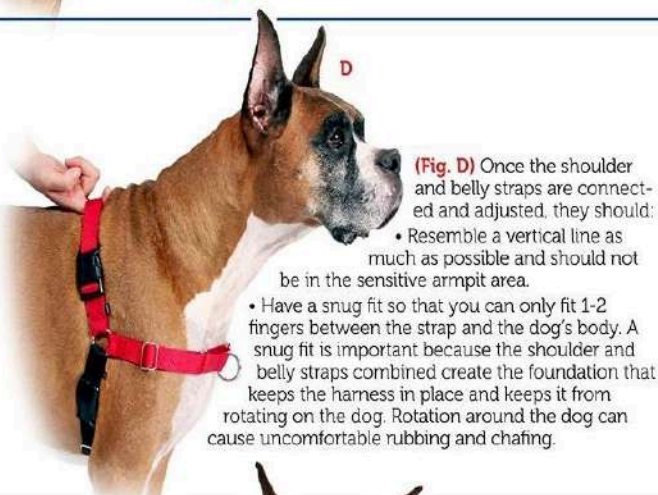 D
(Fig. D) Once the shoulder
and belly straps are connect-
ed and adjusted, they should:
• Resemble a vertical line as
much as possible and should not
be in the sensitive armpit area.
• Have a snug fit so that you can only fit 1-2
fingers between the strap and the dog's body. A
snug fit is important because the shoulder and
belly straps combined create the foundation that
keeps the harness in place and keeps it from
rotating on the dog. Rotation around the dog can
cause uncomfortable rubbing and chafing.